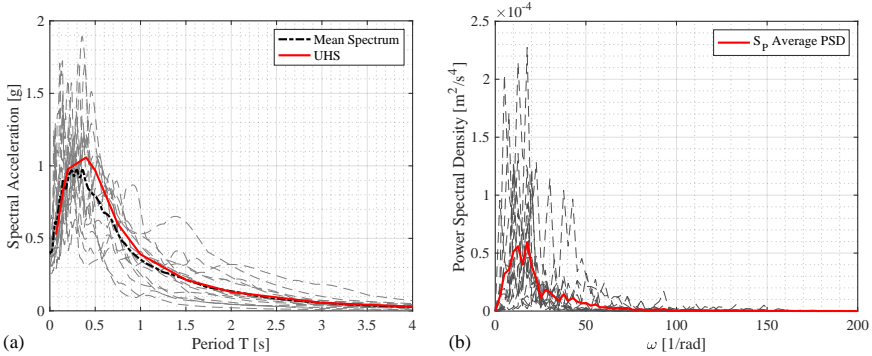 2
1.5
1
0.5
0
Spectral Acceleration [g]
Mean Spectrum
UHS
0 0.5 1 1.5 2 2.5 3 3.5 4
Period T [s]
(a)
2.5 ×10⁻⁴
2
1.5
1
0.5
0
Power Spectral Density [m²/s⁴]
S_P Average PSD
0 50 100 150 200
ω [1/rad]
(b)